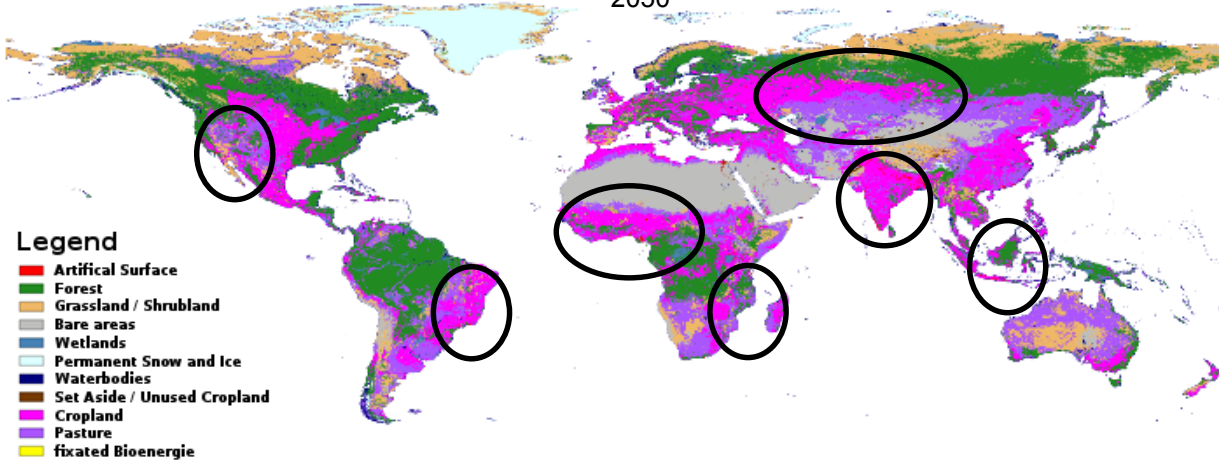 2050
Legend
Artifical Surface
Forest
Grassland / Shrubland
Bare areas
Wetlands
Permanent Snow and Ice
Waterbodies
Set Aside / Unused Cropland
Cropland
Pasture
fixated Bioenergie